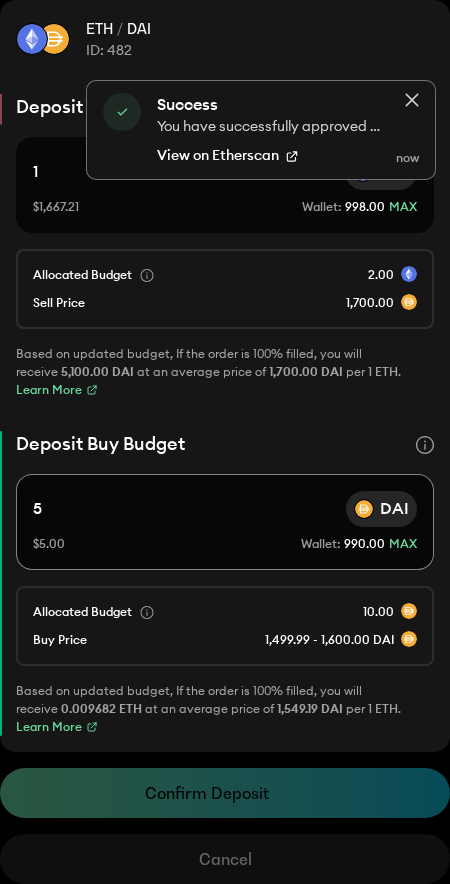 ETH / DAI
ID: 482
Deposit
Success
You have successfully approved ...
View on Etherscan
now
1
$1,667.21
Wallet: 998.00 MAX
Allocated Budget
2.00
Sell Price
1,700.00
Based on updated budget, If the order is 100% filled, you will
receive 5,100.00 DAI at an average price of 1,700.00 DAI per 1 ETH.
Learn More
Deposit Buy Budget
5
DAI
$5.00
Wallet: 990.00 MAX
Allocated Budget
10.00
Buy Price
1,499.99 - 1,600.00 DAI
Based on updated budget, If the order is 100% filled, you will
receive 0.009682 ETH at an average price of 1,549.19 DAI per 1 ETH.
Learn More
Confirm Deposit
Cancel